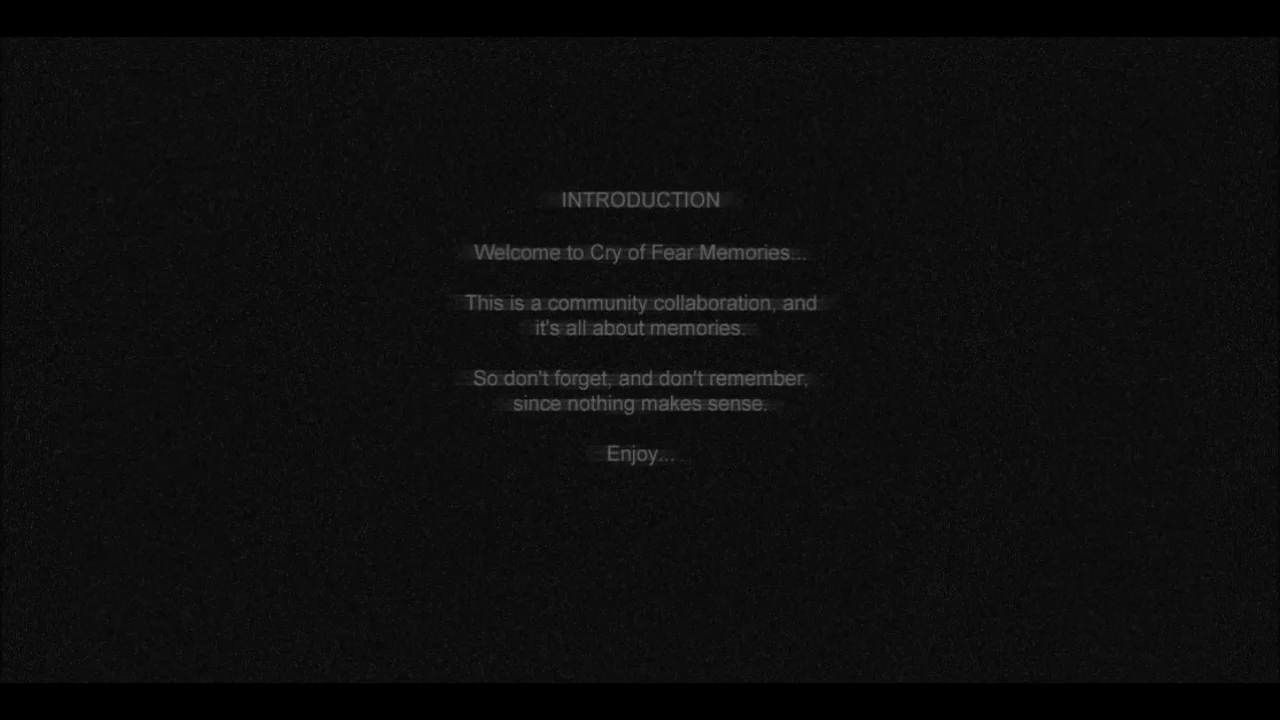 INTRODUCTION
Welcome to Cry of Fear Memories...
This is a community collaboration, and
it's all about memories.
So don't forget, and don't remember,
since nothing makes sense.
Enjoy...